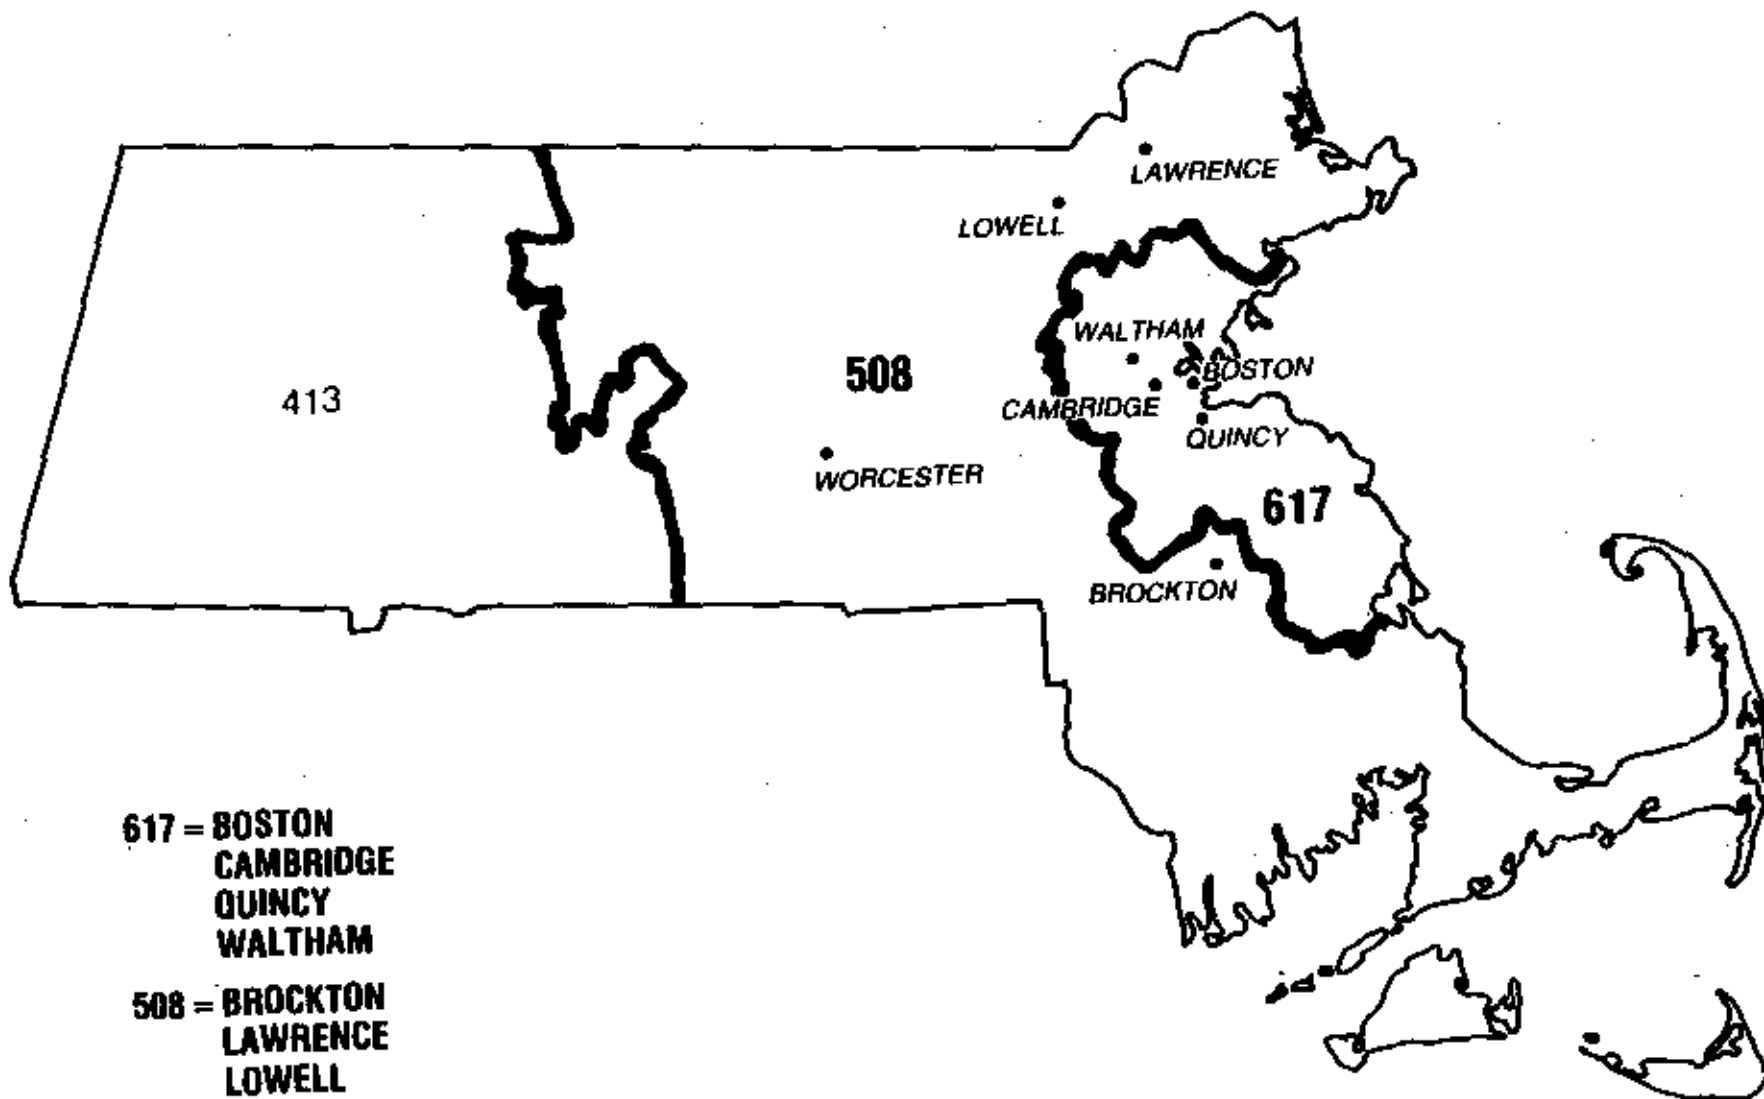 LAWRENCE
LOWELL
WALTHAM
508
BOSTON
413
CAMBRIDGE
QUINCY
WORCESTER
617
BROCKTON
617 = BOSTON
CAMBRIDGE
QUINCY
WALTHAM
508 = BROCKTON
LAWRENCE
LOWELL